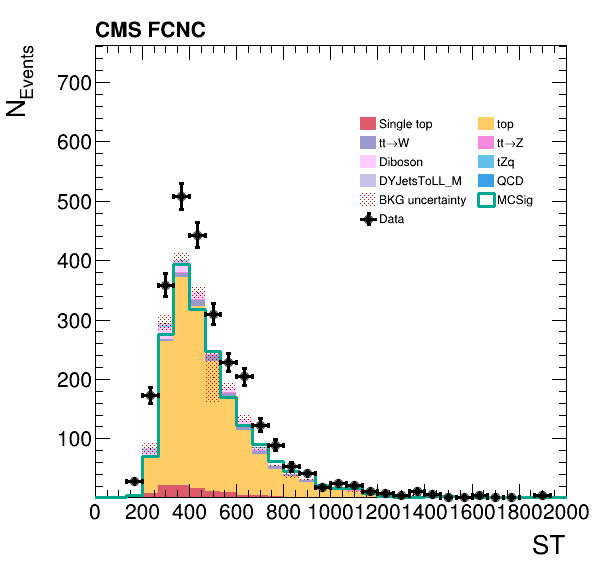 CMS FCNC
N_Events
700
600
500
400
300
200
100
Single top
top
tt→W
tt→Z
Diboson
tZq
DYJetsToLL_M
QCD
BKG uncertainty
MCSig
Data
0 200 400 600 800 1000 1200 1400 1600 1800 2000
ST